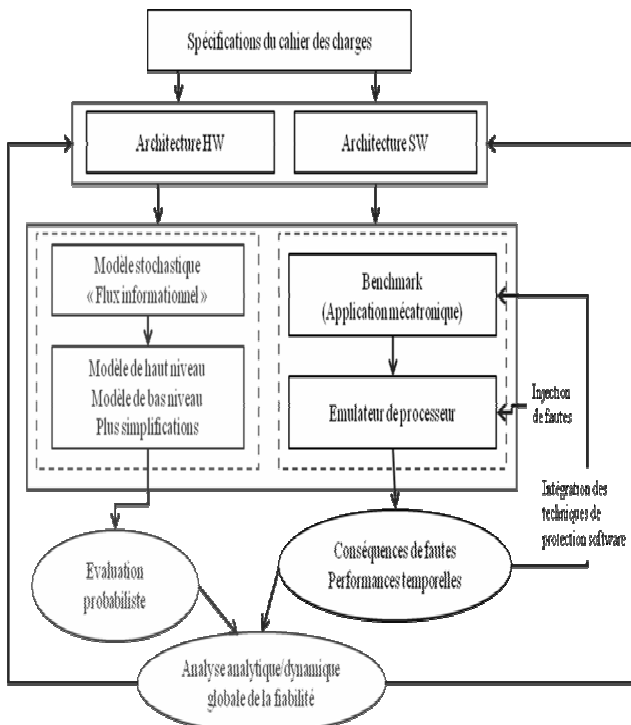 Spécifications du cahier des charges
Architecture HW
Architecture SW
Modèle stochastique
« Flux informationnel »
Modèle de haut niveau
Modèle de bas niveau
Plus simplifications
Benchmark
(Application mécatronique)
Emulateur de processeur
Injection
de fautes
Intégration des
techniques de
protection software
Evaluation
probabiliste
Conséquences de fautes
Performances temporelles
Analyse analytique/dynamique
globale de la fiabilité